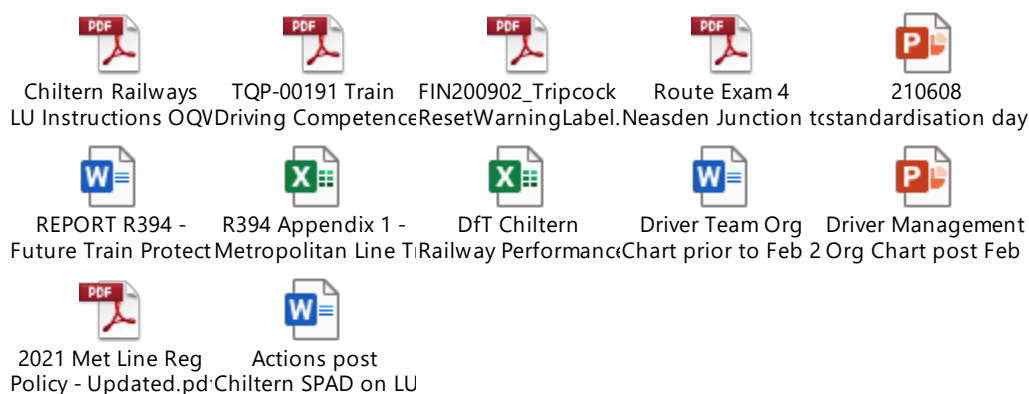 PDF PDF PDF PDF P
Chiltern Railways TQP-00191 Train FIN200902_Tripcock Route Exam 4 210608
LU Instructions OQV Driving Competence ResetWarningLabel. Neasden Junction to standardisation day
W X X W P
REPORT R394 - R394 Appendix 1 - DfT Chiltern Driver Team Org Driver Management
Future Train Protect Metropolitan Line Tr Railway Performance Chart prior to Feb 2 Org Chart post Feb
PDF W
2021 Met Line Reg Actions post
Policy - Updated.pd Chiltern SPAD on LU